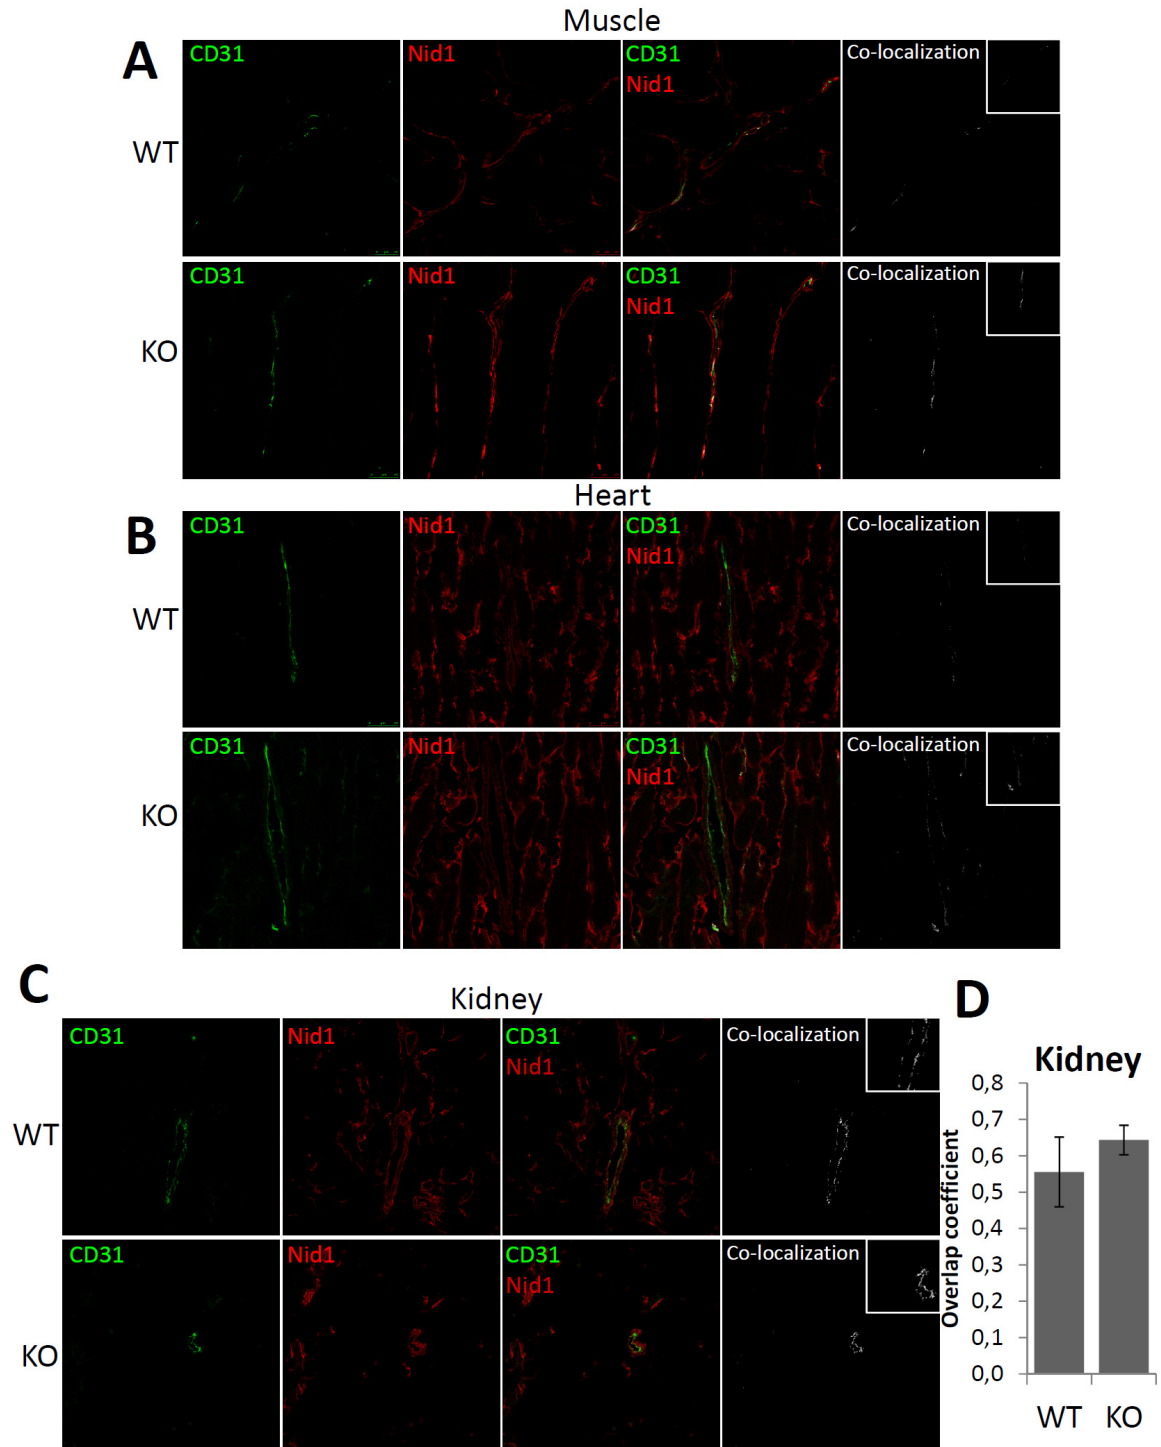 Muscle
A
CD31
Nid1
CD31
Nid1
Co-localization
WT
CD31
Nid1
CD31
Nid1
Co-localization
KO
Heart
B
CD31
Nid1
CD31
Nid1
Co-localization
WT
CD31
Nid1
CD31
Nid1
Co-localization
KO
C
Kidney
CD31
Nid1
CD31
Nid1
Co-localization
WT
CD31
Nid1
CD31
Nid1
Co-localization
KO
D
Kidney
Overlap coefficient
0,8
0,7
0,6
0,5
0,4
0,3
0,2
0,1
0,0
WT KO